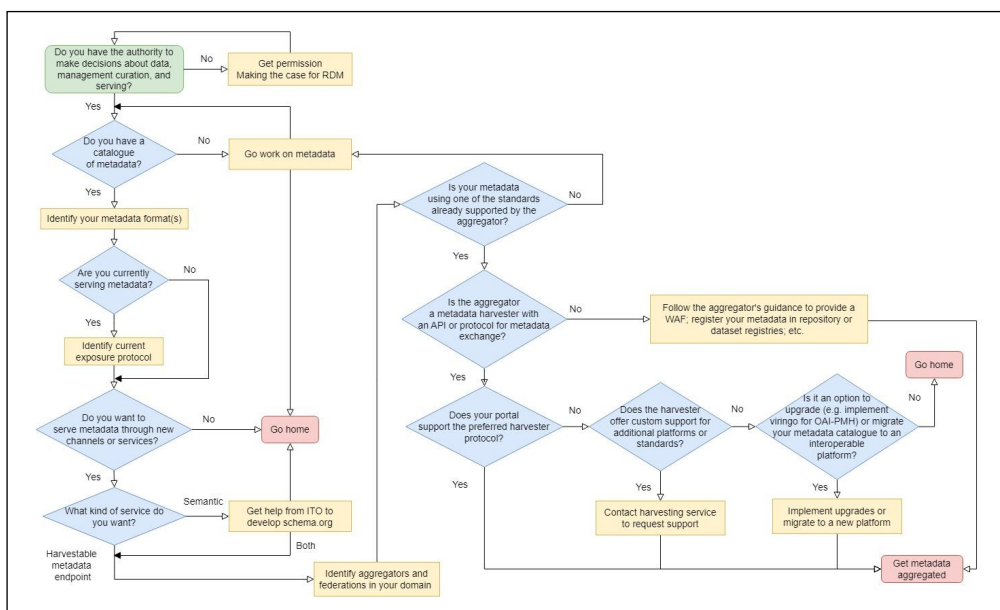 Do you have the authority to
make decisions about data,
management curation, and
serving?
No
Get permission
Making the case for RDM
Yes
Do you have a
catalogue
of metadata?
No
Go work on metadata
Yes
Identify your metadata format(s)
Are you currently
serving metadata?
No
Yes
Identify current
exposure protocol
Do you want to
serve metadata through new
channels or services?
No
Go home
Yes
What kind of service do
you want?
Semantic
Get help from ITO to
develop schema.org
Both
Harvestable
metadata
endpoint
Identify aggregators and
federations in your domain
Is your metadata
using one of the standards
already supported by the
aggregator?
No
Yes
Is the aggregator
a metadata harvester with
an API or protocol for metadata
exchange?
No
Follow the aggregator's guidance to provide a
WAF; register your metadata in repository or
dataset registries; etc.
Yes
Does your portal
support the preferred harvester
protocol?
No
Does the harvester
offer custom support for
additional platforms or
standards?
No
Is it an option to
upgrade (e.g. implement
viringo for OAI-PMH) or migrate
your metadata catalogue to an
interoperable
platform?
No
Go home
Yes
Yes
Contact harvesting service
to request support
Yes
Implement upgrades or
migrate to a new platform
Get metadata
aggregated